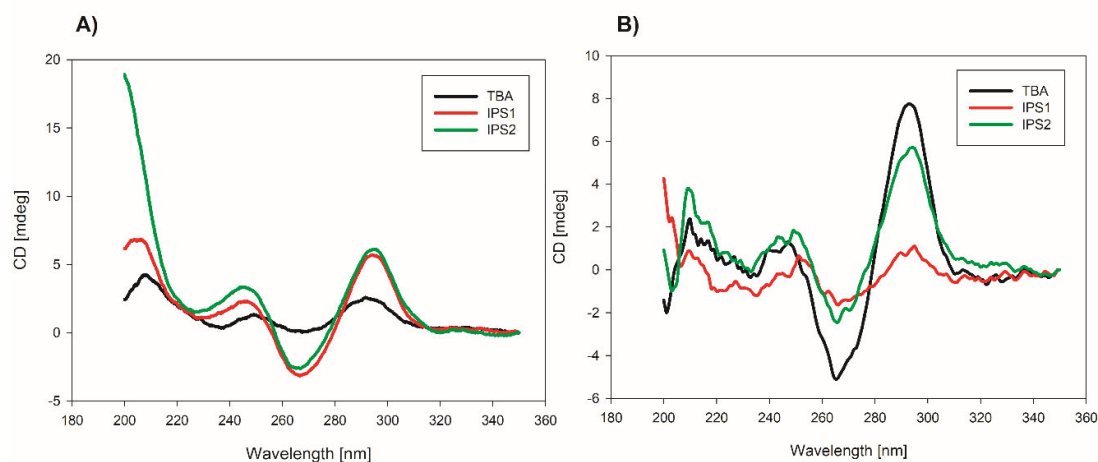 A)
20
15
10
5
0
-5
CD [mdeg]
TBA
IPS1
IPS2
180 200 220 240 260 280 300 320 340 360
Wavelength [nm]
B)
10
8
6
4
2
0
-2
-4
-6
CD [mdeg]
TBA
IPS1
IPS2
180 200 220 240 260 280 300 320 340 360
Wavelength [nm]